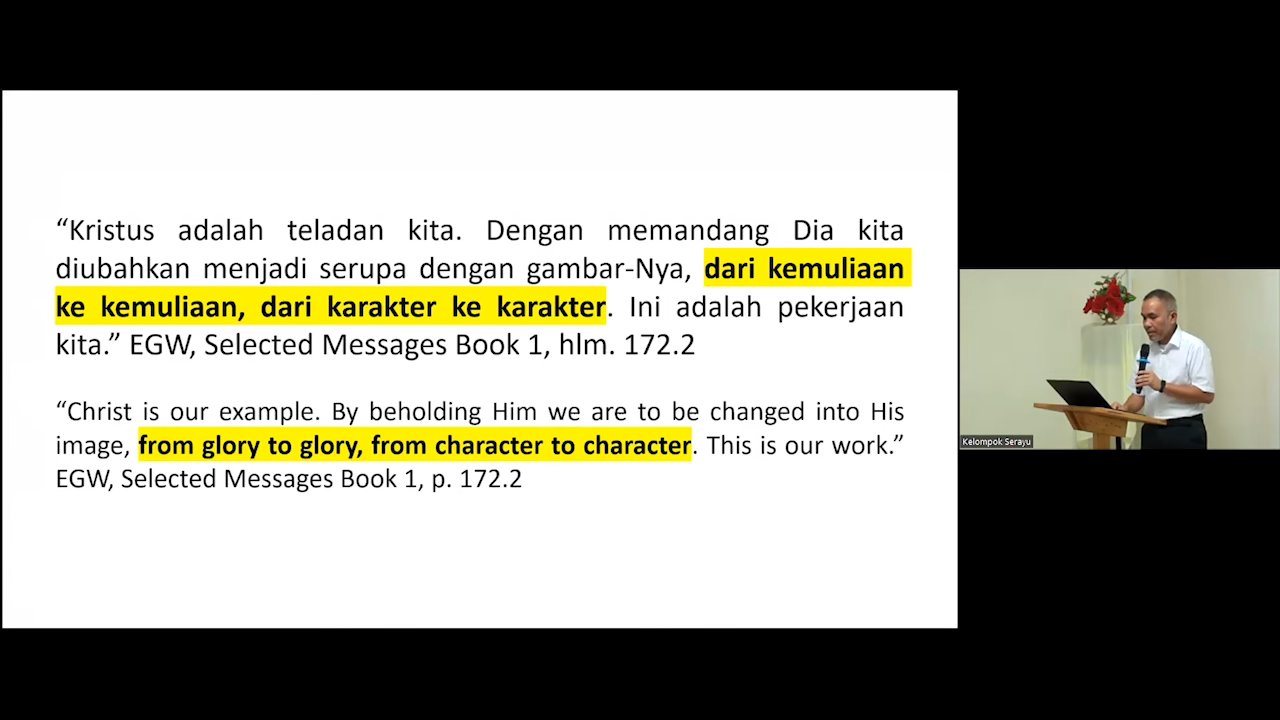 “Kristus adalah teladan kita. Dengan memandang Dia kita
diubahkan menjadi serupa dengan gambar-Nya, dari kemuliaan
ke kemuliaan, dari karakter ke karakter. Ini adalah pekerjaan
kita.” EGW, Selected Messages Book 1, hlm. 172.2
“Christ is our example. By beholding Him we are to be changed into His
image, from glory to glory, from character to character. This is our work.”
EGW, Selected Messages Book 1, p. 172.2
Kelompok Serayu